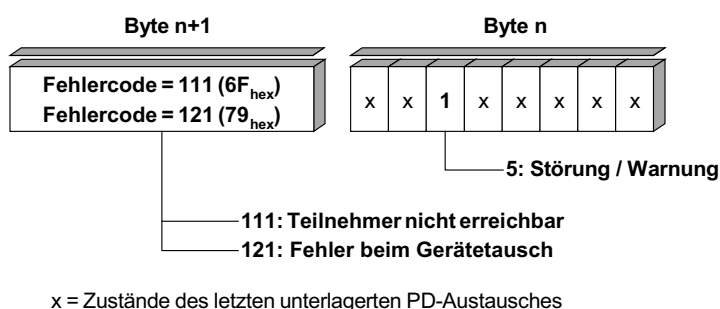 Byte n+1 Byte n
Fehlercode = 111 (6Fhex)
Fehlercode = 121 (79hex)
x x 1 x x x x x
5: Störung / Warnung
111: Teilnehmer nicht erreichbar
121: Fehler beim Gerätetausch
x = Zustände des letzten unterlagerten PD-Austausches